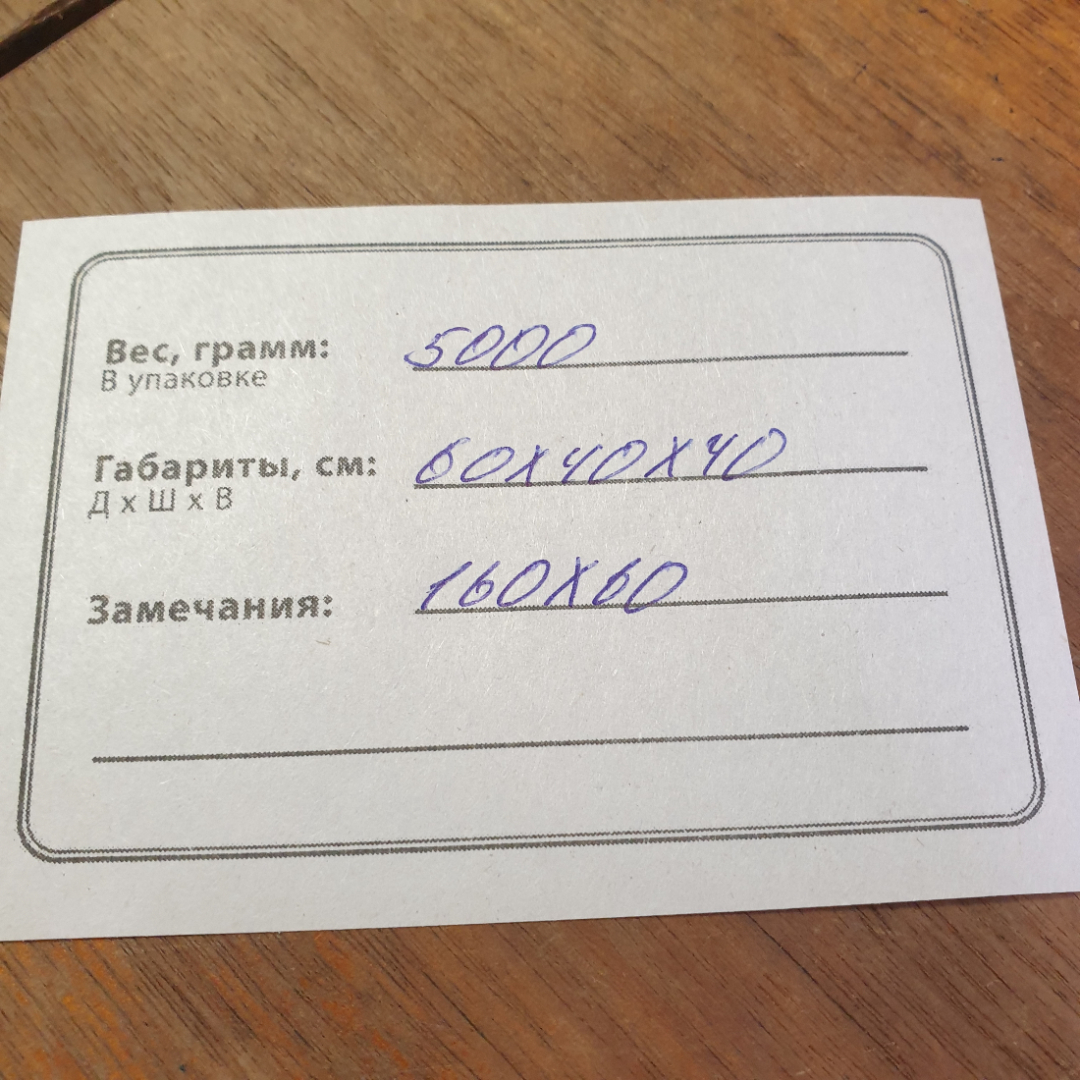 Вес, грамм: 5000
В упаковке
Габариты, см: 60х40х40
Д х Ш х В
Замечания: 160х60